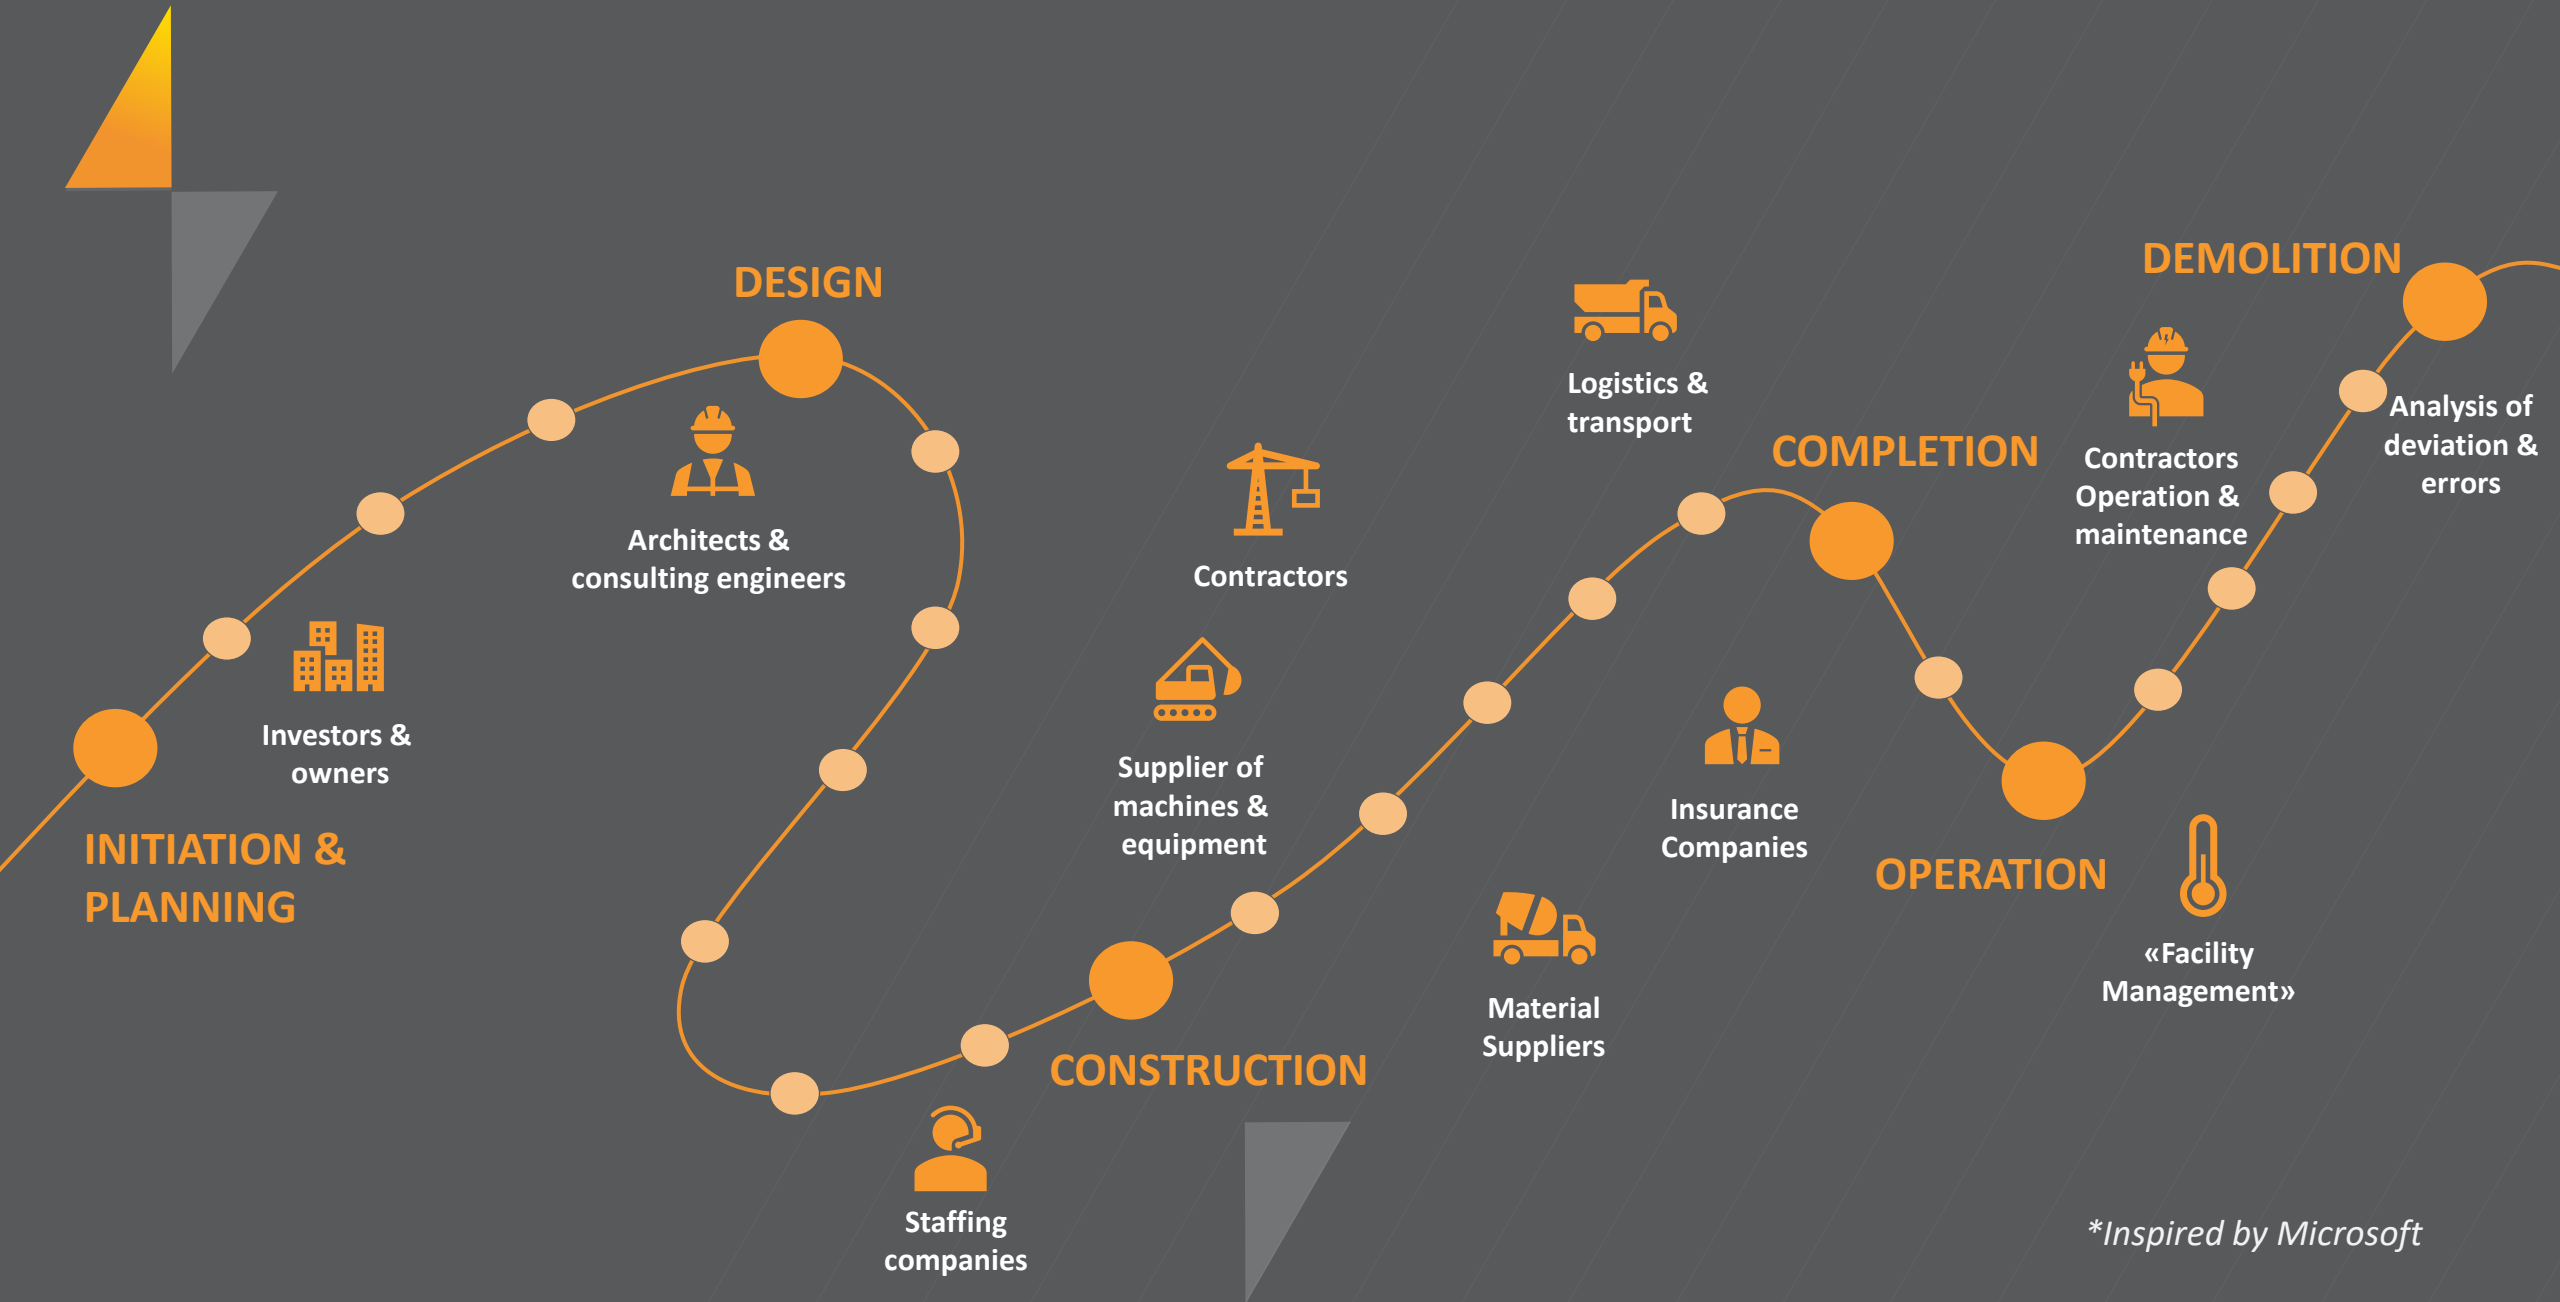 INITIATION &
PLANNING
Investors &
owners
DESIGN
Architects &
consulting engineers
Staffing
companies
CONSTRUCTION
Supplier of
machines &
equipment
Contractors
Logistics &
transport
Material
Suppliers
Insurance
Companies
COMPLETION
OPERATION
«Facility
Management»
Contractors
Operation &
maintenance
DEMOLITION
Analysis of
deviation &
errors
*Inspired by Microsoft